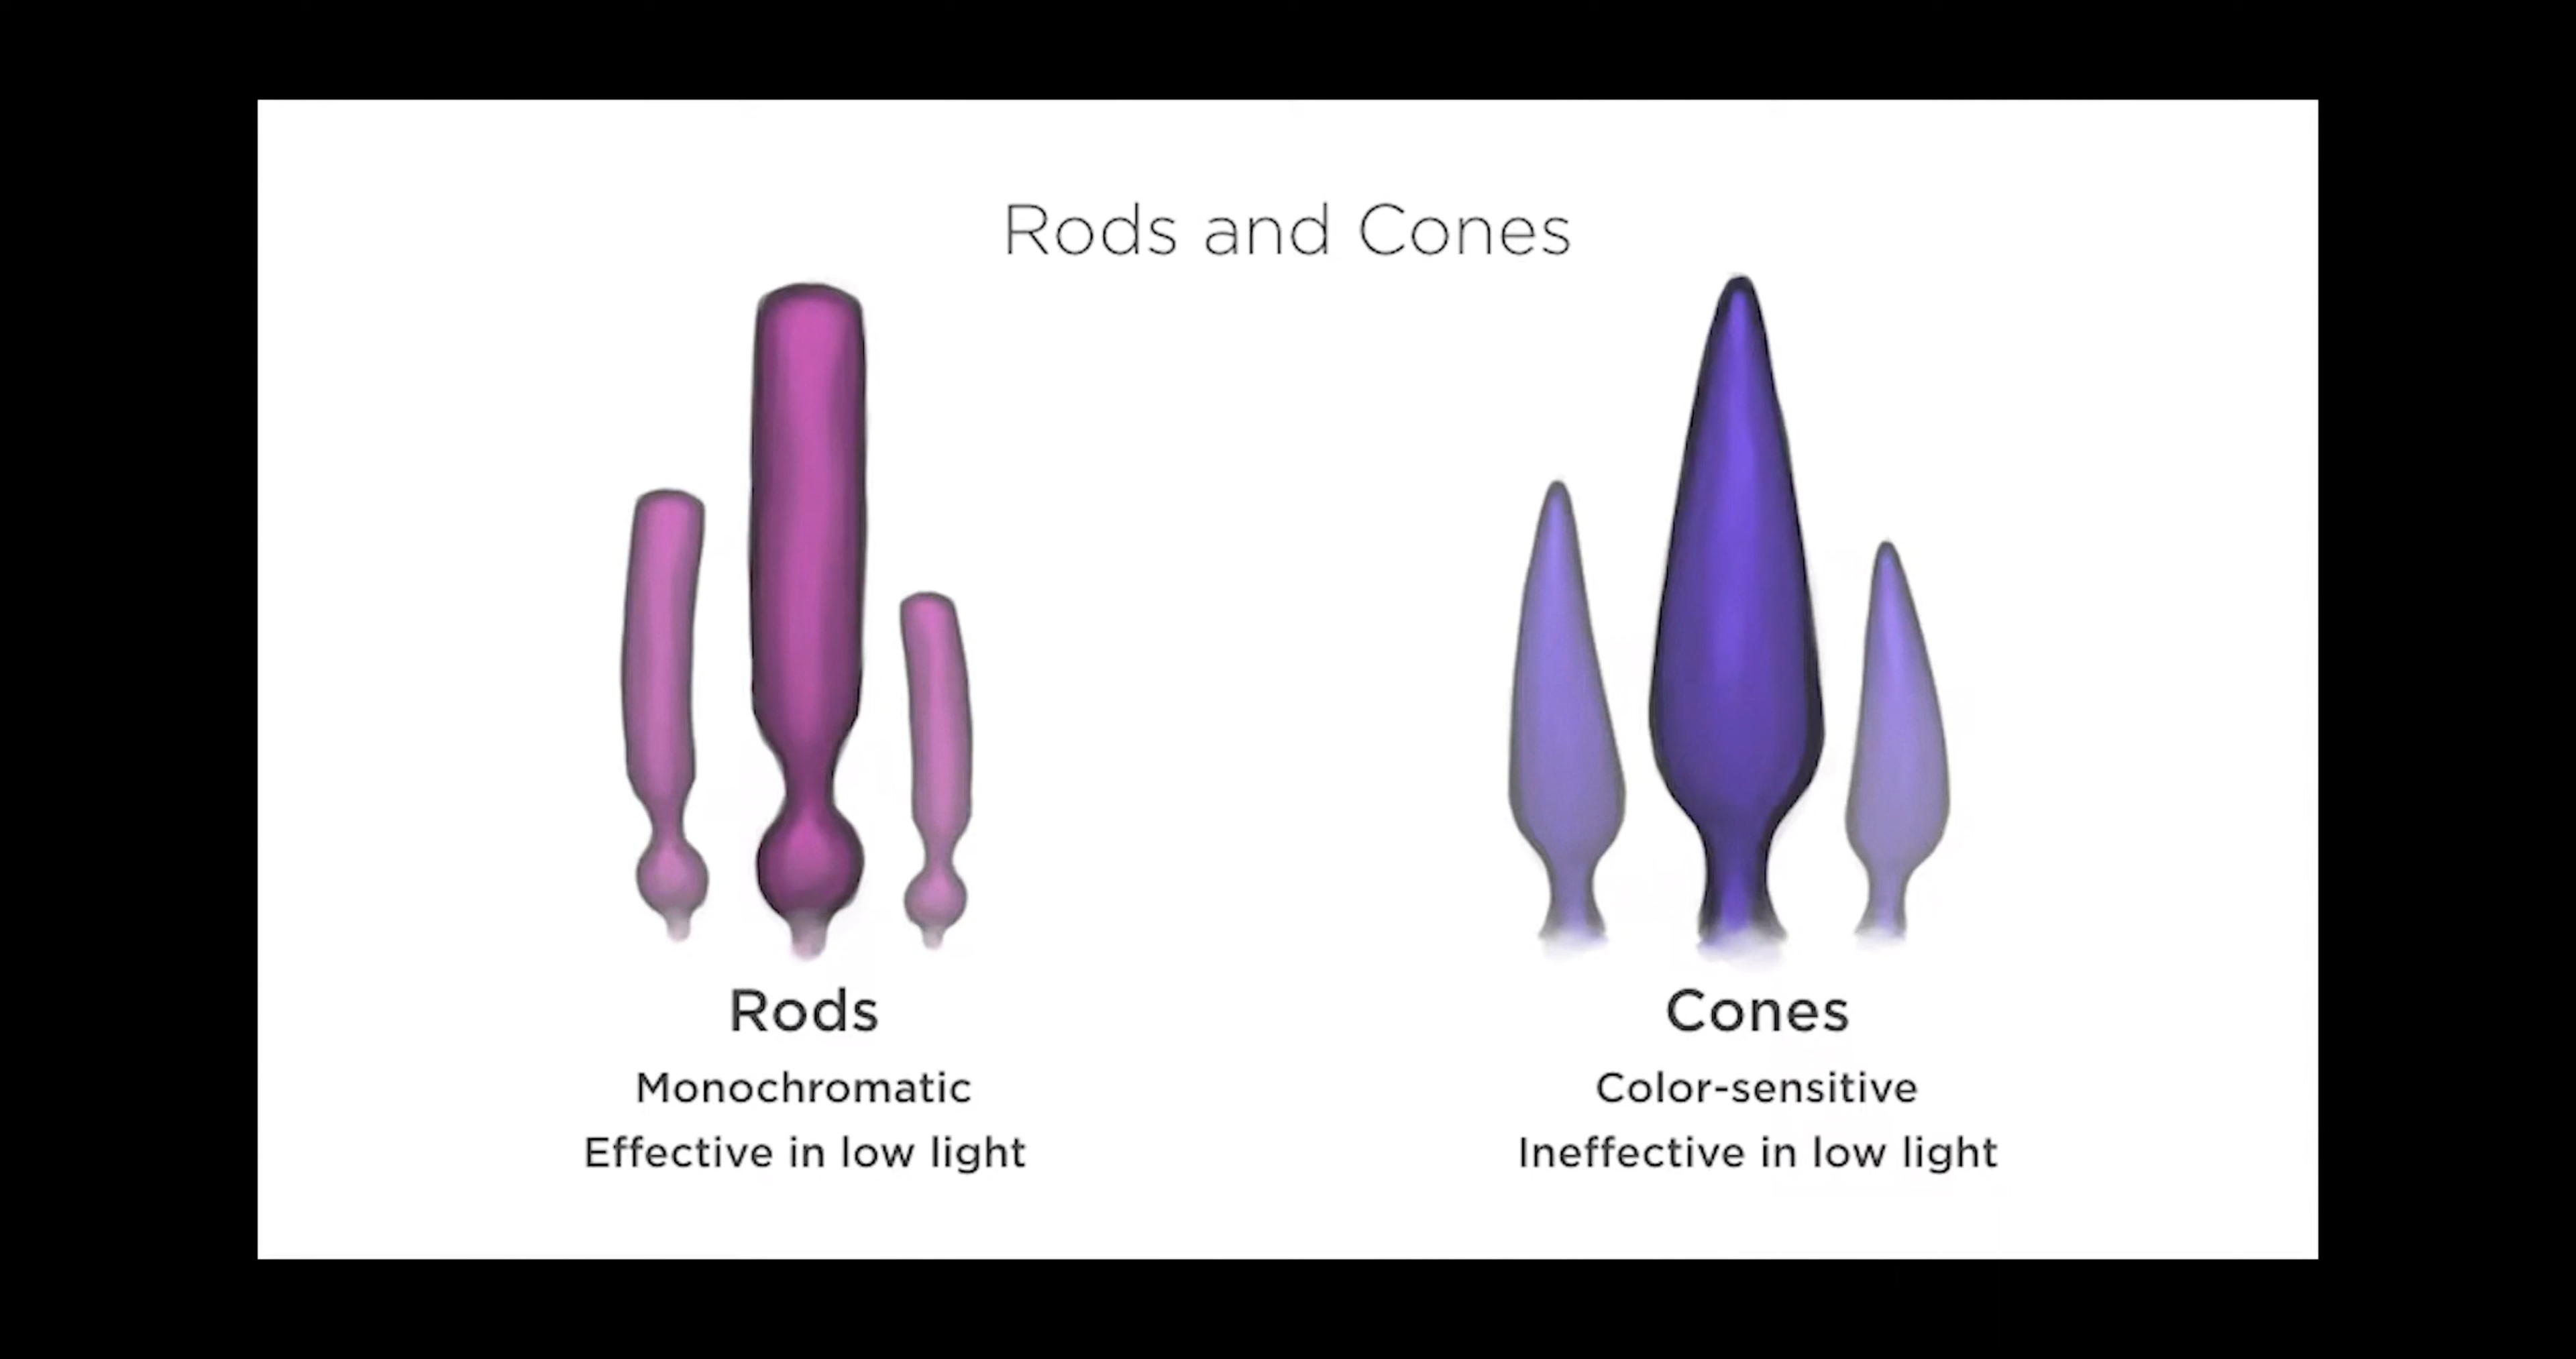 Rods and Cones
Rods
Monochromatic
Effective in low light
Cones
Color-sensitive
Ineffective in low light